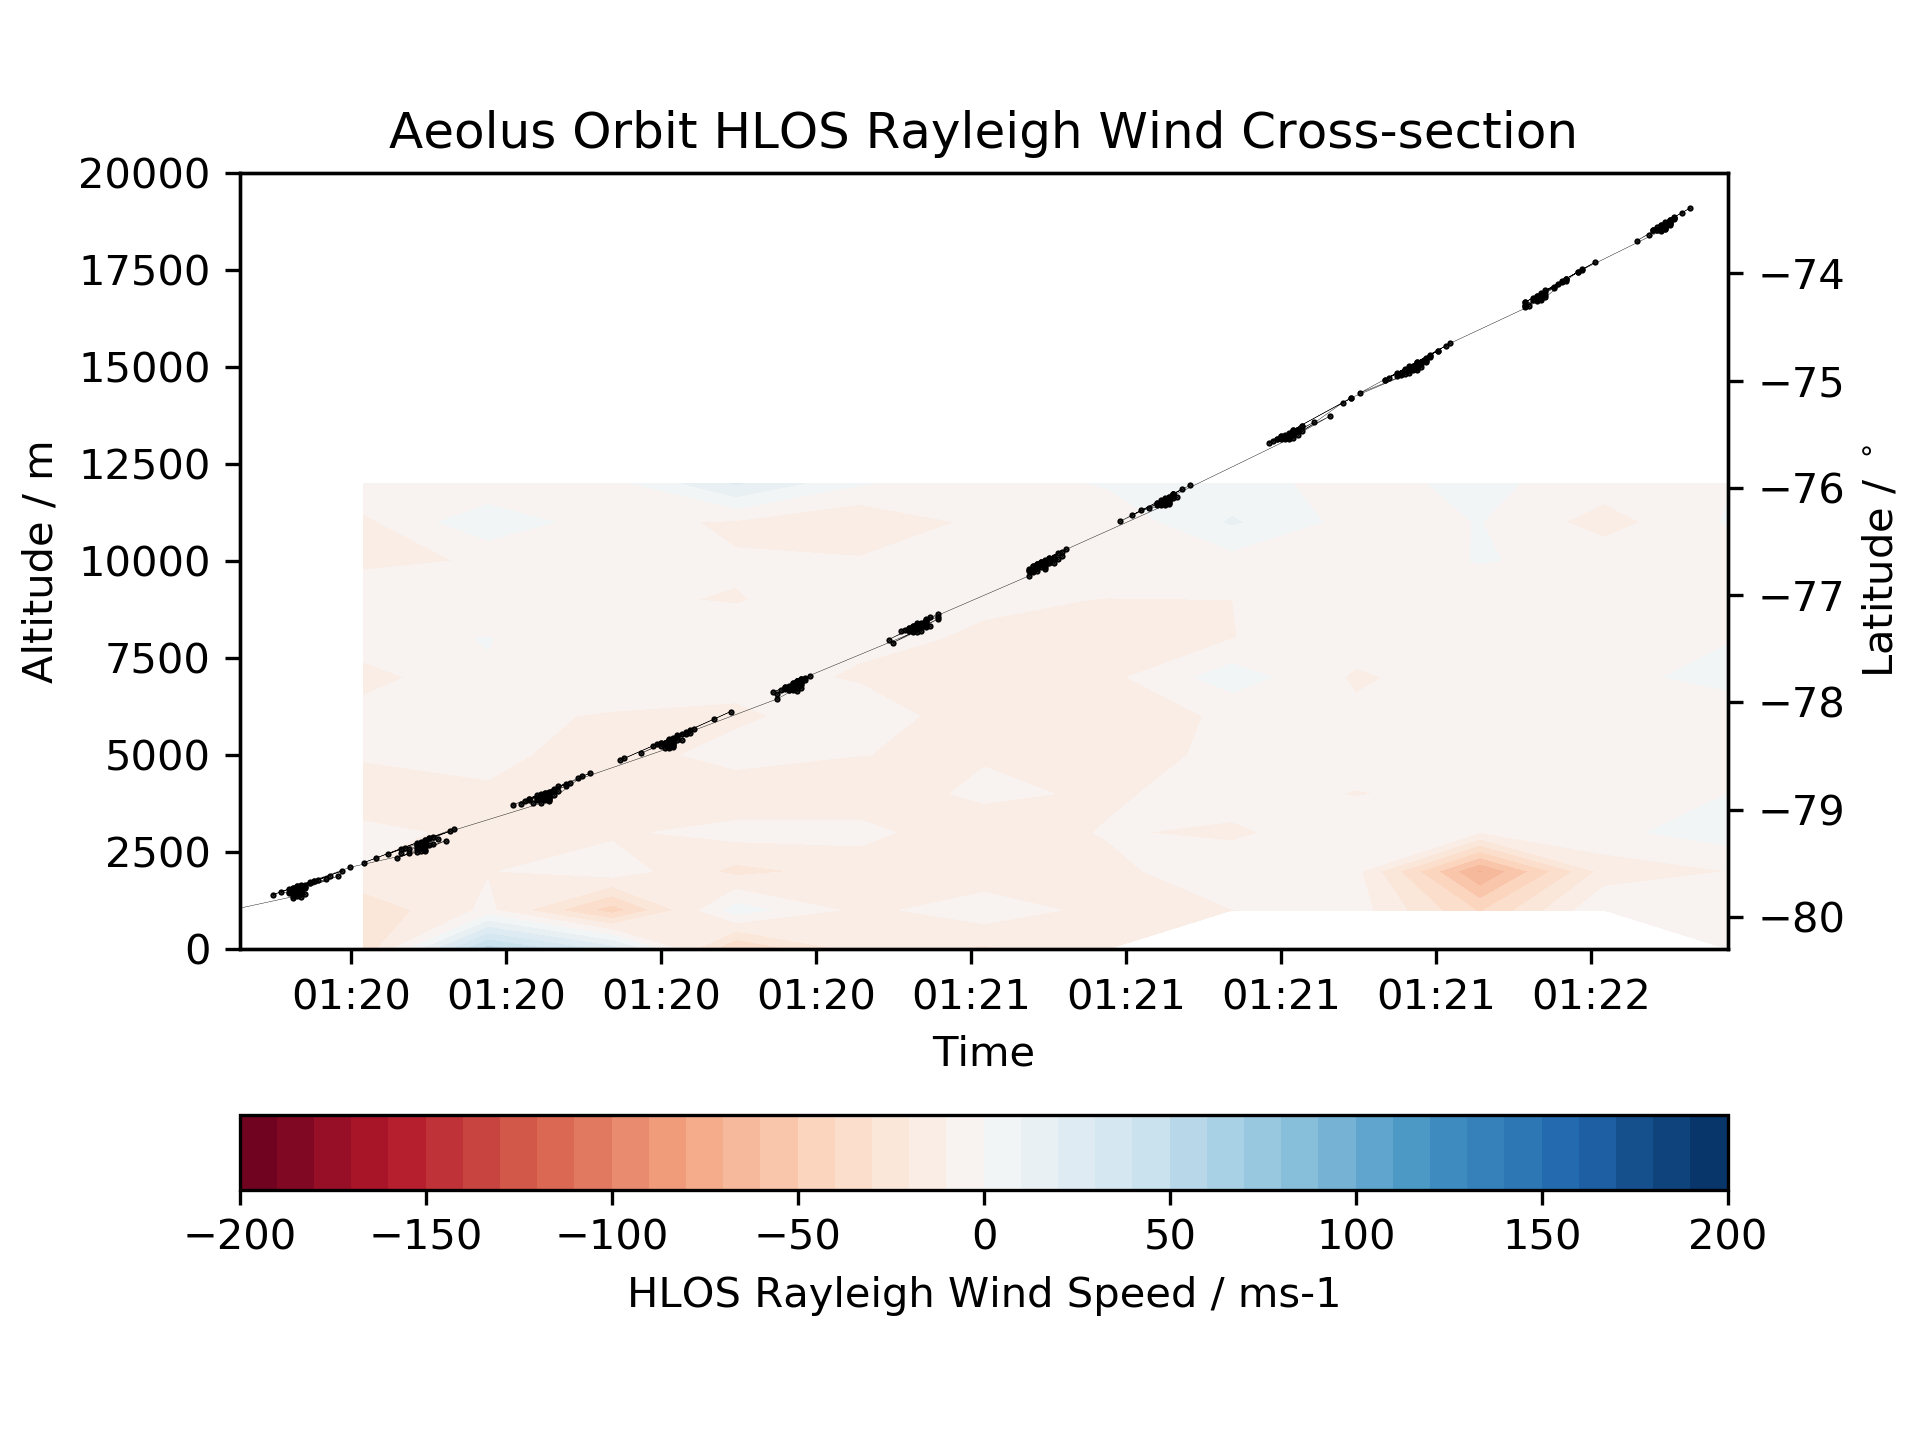 Aeolus Orbit HLOS Rayleigh Wind Cross-section
20000
17500
15000
12500
10000
7500
5000
2500
0
Altitude / m
−74
−75
−76
−77
−78
−79
−80
Latitude / °
01:20 01:20 01:20 01:20 01:21 01:21 01:21 01:21 01:22
Time
−200 −150 −100 −50 0 50 100 150 200
HLOS Rayleigh Wind Speed / ms-1